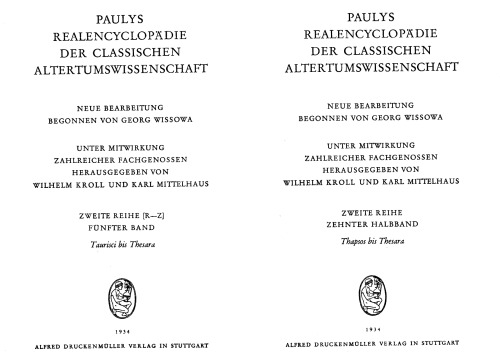 PAULYS
REALENCYCLOPÄDIE
DER CLASSISCHEN
ALTERTUMSWISSENSCHAFT
NEUE BEARBEITUNG
BEGONNEN VON GEORG WISSOWA
UNTER MITWIRKUNG
ZAHLREICHER FACHGENOSSEN
HERAUSGEGEBEN VON
WILHELM KROLL UND KARL MITTELHAUS
ZWEITE REIHE [R—Z]
FÜNFTER BAND
Taurisci bis Thesara
1934
ALFRED DRUCKENMÜLLER VERLAG IN STUTTGART
PAULYS
REALENCYCLOPÄDIE
DER CLASSISCHEN
ALTERTUMSWISSENSCHAFT
NEUE BEARBEITUNG
BEGONNEN VON GEORG WISSOWA
UNTER MITWIRKUNG
ZAHLREICHER FACHGENOSSEN
HERAUSGEGEBEN VON
WILHELM KROLL UND KARL MITTELHAUS
ZWEITE REIHE
ZEHNTER HALBBAND
Thapsos bis Thesara
1934
ALFRED DRUCKENMÜLLER VERLAG IN STUTTGART